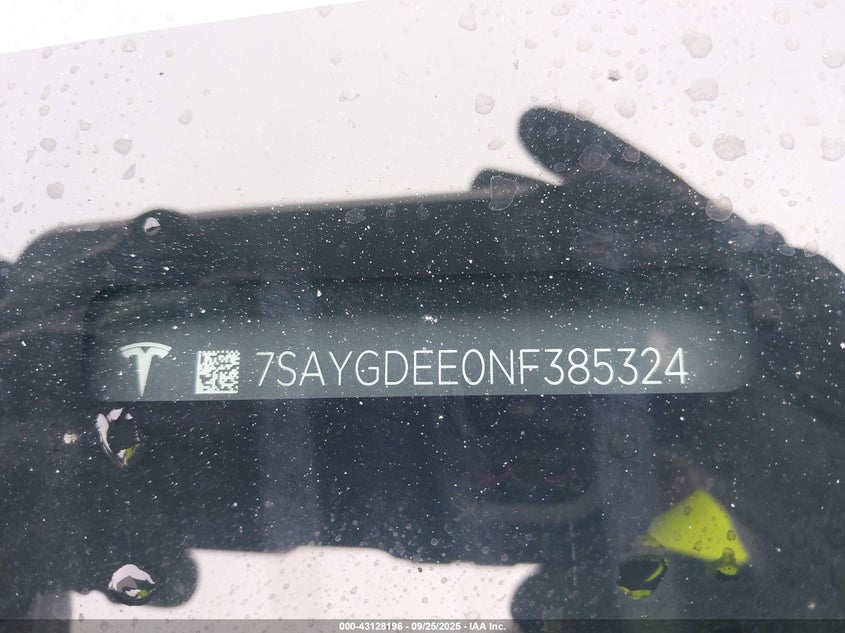 7SAYGDEE0NF385324
000-43128196 - 09/25/2025 - IAA Inc.